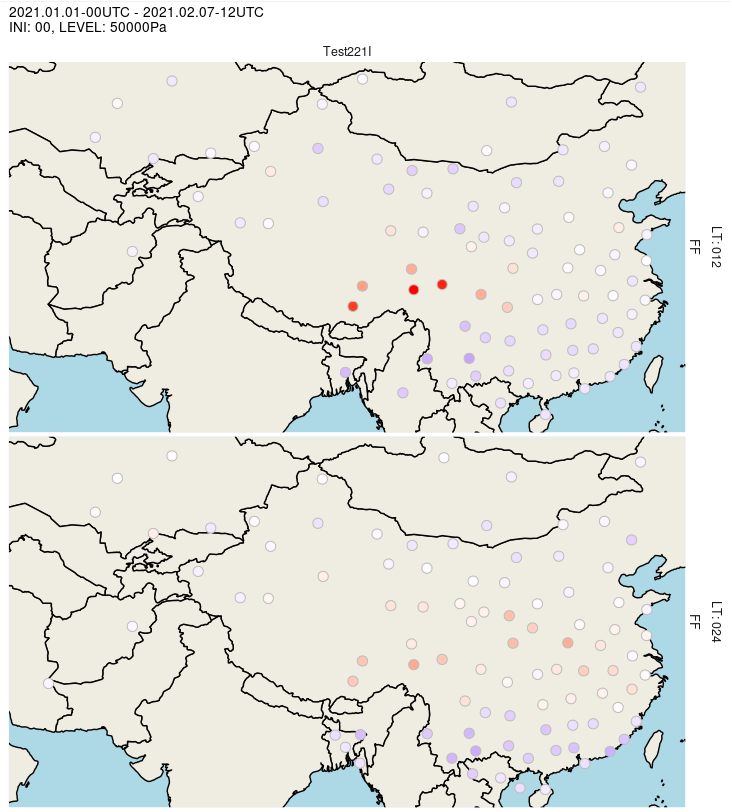 2021.01.01-00UTC - 2021.02.07-12UTC
INI: 00, LEVEL: 50000Pa
Test221I
LT: 012
FF
LT: 024
FF